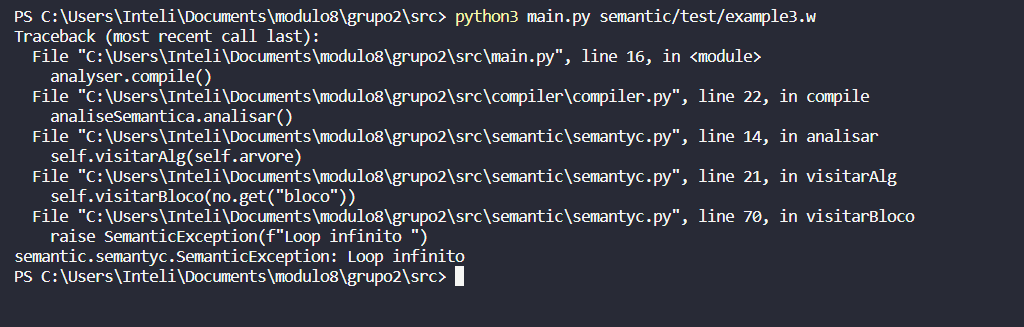 PS C:\Users\Inteli\Documents\modulo8\grupo2\src> python3 main.py semantic/test/example3.w
Traceback (most recent call last):
  File "C:\Users\Inteli\Documents\modulo8\grupo2\src\main.py", line 16, in <module>
    analyser.compile()
  File "C:\Users\Inteli\Documents\modulo8\grupo2\src\compiler\compiler.py", line 22, in compile
    analiseSemantica.analisar()
  File "C:\Users\Inteli\Documents\modulo8\grupo2\src\semantic\semantyc.py", line 14, in analisar
    self.visitarAlg(self.arvore)
  File "C:\Users\Inteli\Documents\modulo8\grupo2\src\semantic\semantyc.py", line 21, in visitarAlg
    self.visitarBloco(no.get("bloco"))
  File "C:\Users\Inteli\Documents\modulo8\grupo2\src\semantic\semantyc.py", line 70, in visitarBloco
    raise SemanticException(f"Loop infinito ")
semantic.semantyc.SemanticException: Loop infinito
PS C:\Users\Inteli\Documents\modulo8\grupo2\src>